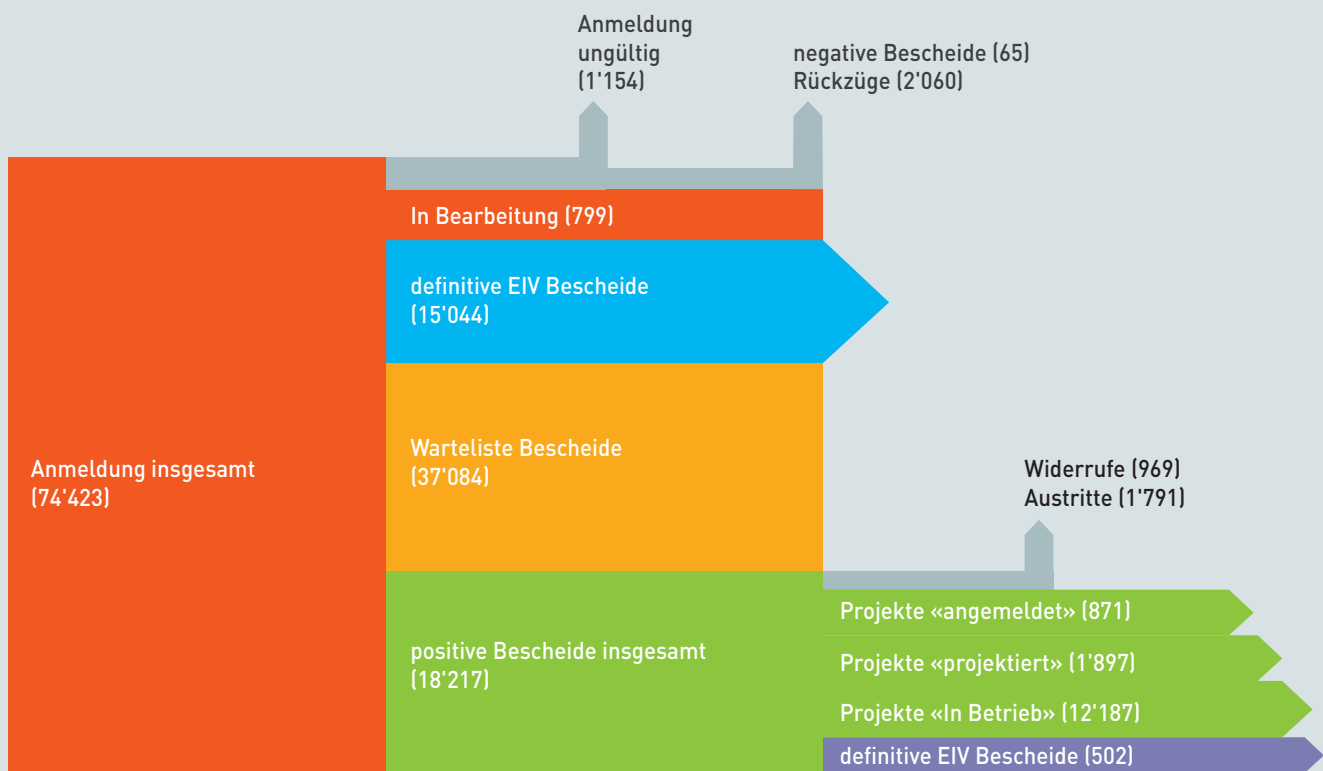 Anmeldung
ungültig
(1'154)
negative Bescheide (65)
Rückzüge (2'060)
In Bearbeitung (799)
definitive EIV Bescheide
(15'044)
Warteliste Bescheide
(37'084)
Anmeldung insgesamt
(74'423)
Widerrufe (969)
Austritte (1'791)
positive Bescheide insgesamt
(18'217)
Projekte «angemeldet» (871)
Projekte «projektiert» (1'897)
Projekte «In Betrieb» (12'187)
definitive EIV Bescheide (502)